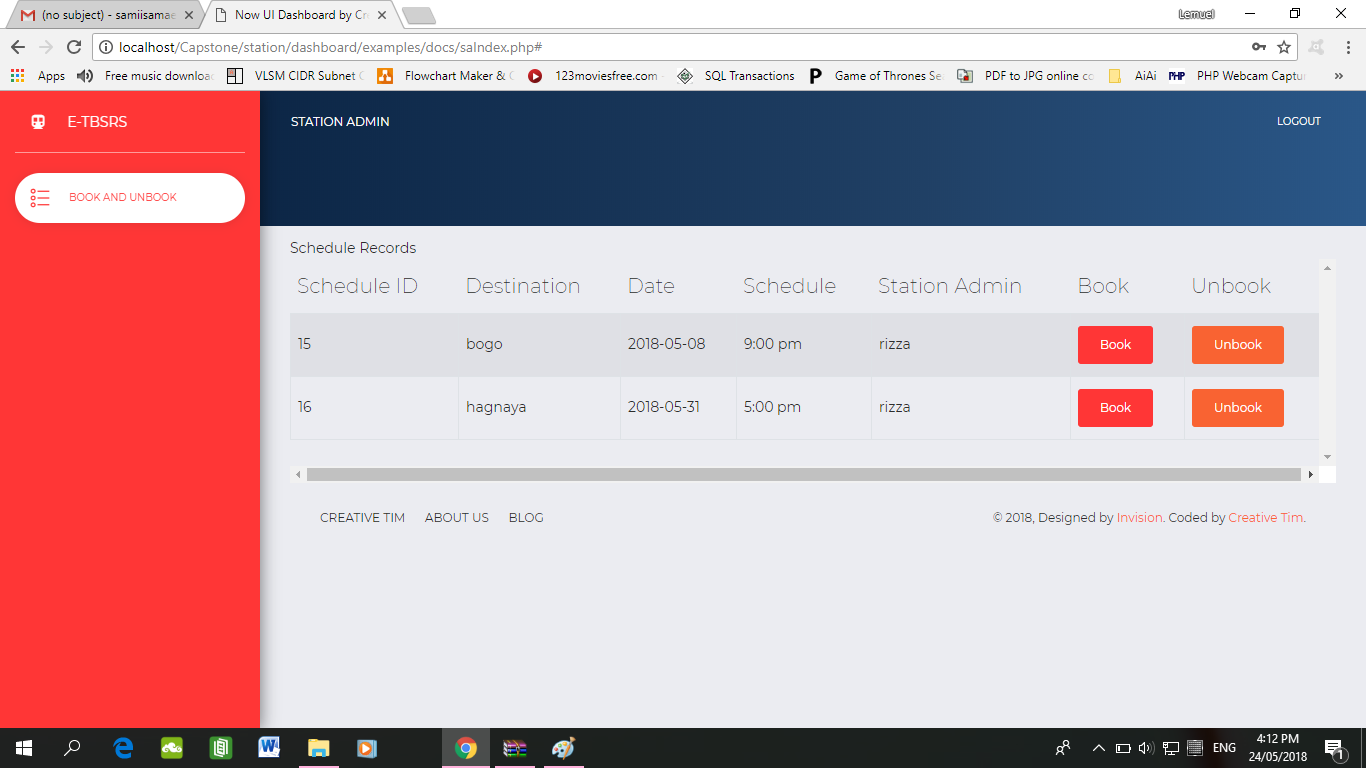 (no subject) - samiisamae
Now UI Dashboard by Cre
Lemuel
localhost/Capstone/station/dashboard/examples/docs/saIndex.php#
Apps
Free music downloa
VLSM CIDR Subnet C
Flowchart Maker & O
123moviesfree.com
SQL Transactions
P
Game of Thrones Se
PDF to JPG online co
AiAi
PHP
PHP Webcam Captu
»
E-TBSRS
STATION ADMIN
LOGOUT
BOOK AND UNBOOK
Schedule Records
Schedule ID Destination Date Schedule Station Admin Book Unbook
15 bogo 2018-05-08 9:00 pm rizza Book Unbook
16 hagnaya 2018-05-31 5:00 pm rizza Book Unbook
CREATIVE TIM ABOUT US BLOG
© 2018, Designed by Invision. Coded by Creative Tim.
ENG
4:12 PM
24/05/2018
1